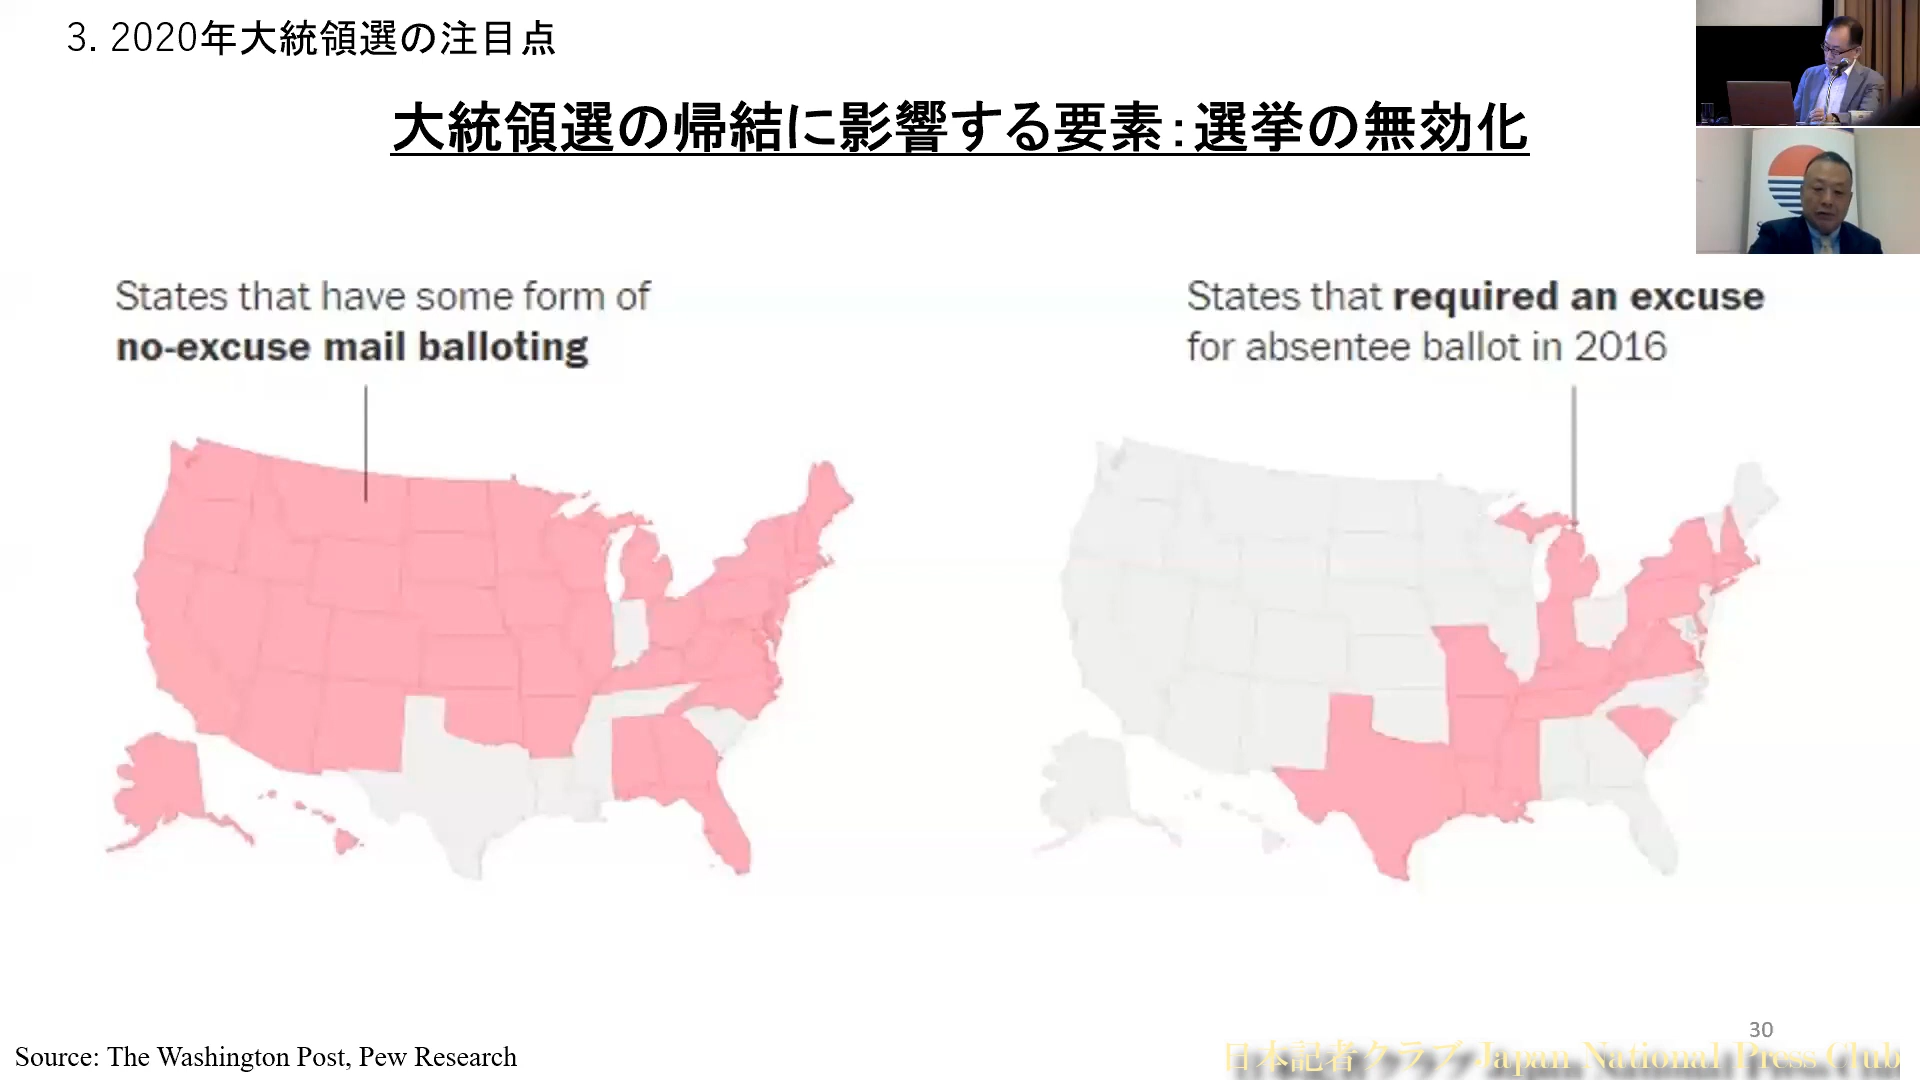 3. 2020年大統領選の注目点
大統領選の帰結に影響する要素：選挙の無効化
States that have some form of
no-excuse mail balloting
States that required an excuse
for absentee ballot in 2016
30
Source: The Washington Post, Pew Research
日本記者クラブ Japan National Press Club